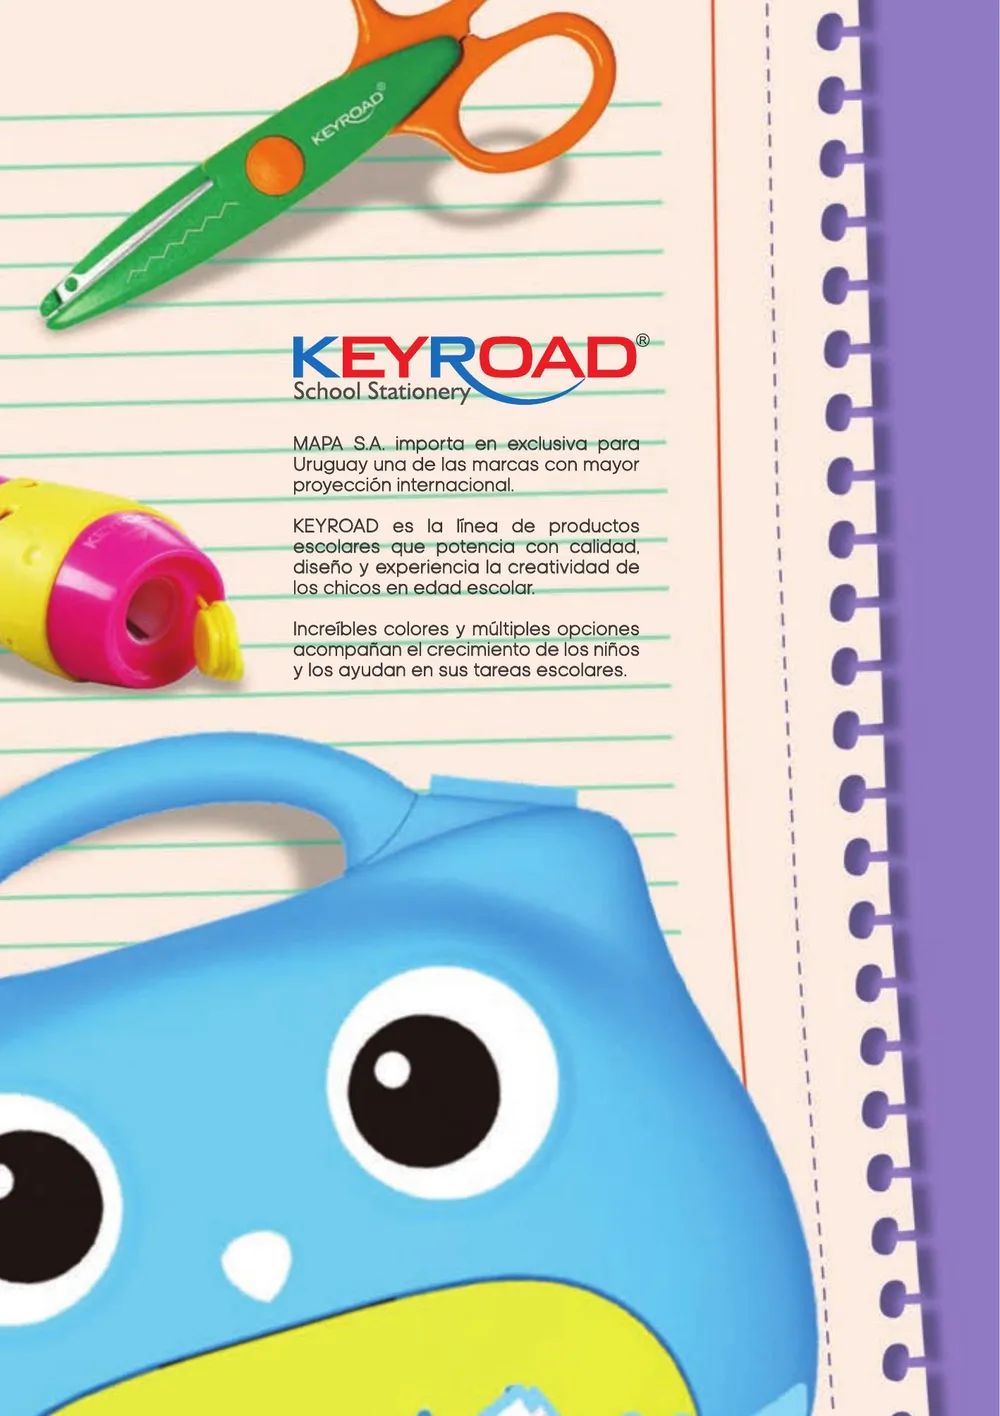 KEYROAD®
KEYROAD®
School Stationery
MAPA S.A. importa en exclusiva para
Uruguay una de las marcas con mayor
proyección internacional.
KEYROAD es la línea de productos
escolares que potencia con calidad,
diseño y experiencia la creatividad de
los chicos en edad escolar.
Increíbles colores y múltiples opciones
acompañan el crecimiento de los niños
y los ayudan en sus tareas escolares.